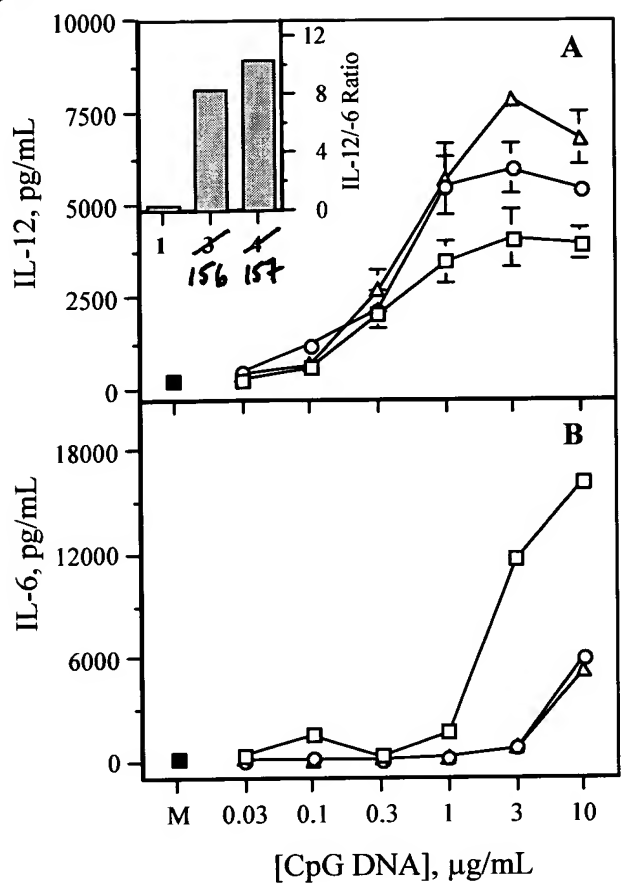 10000
7500
5000
2500
0
IL-12, pg/mL
12
8
4
0
IL-12/-6 Ratio
1 3 4
156 157
A
B
18000
12000
6000
0
IL-6, pg/mL
M 0.03 0.1 0.3 1 3 10
[CpG DNA], μg/mL